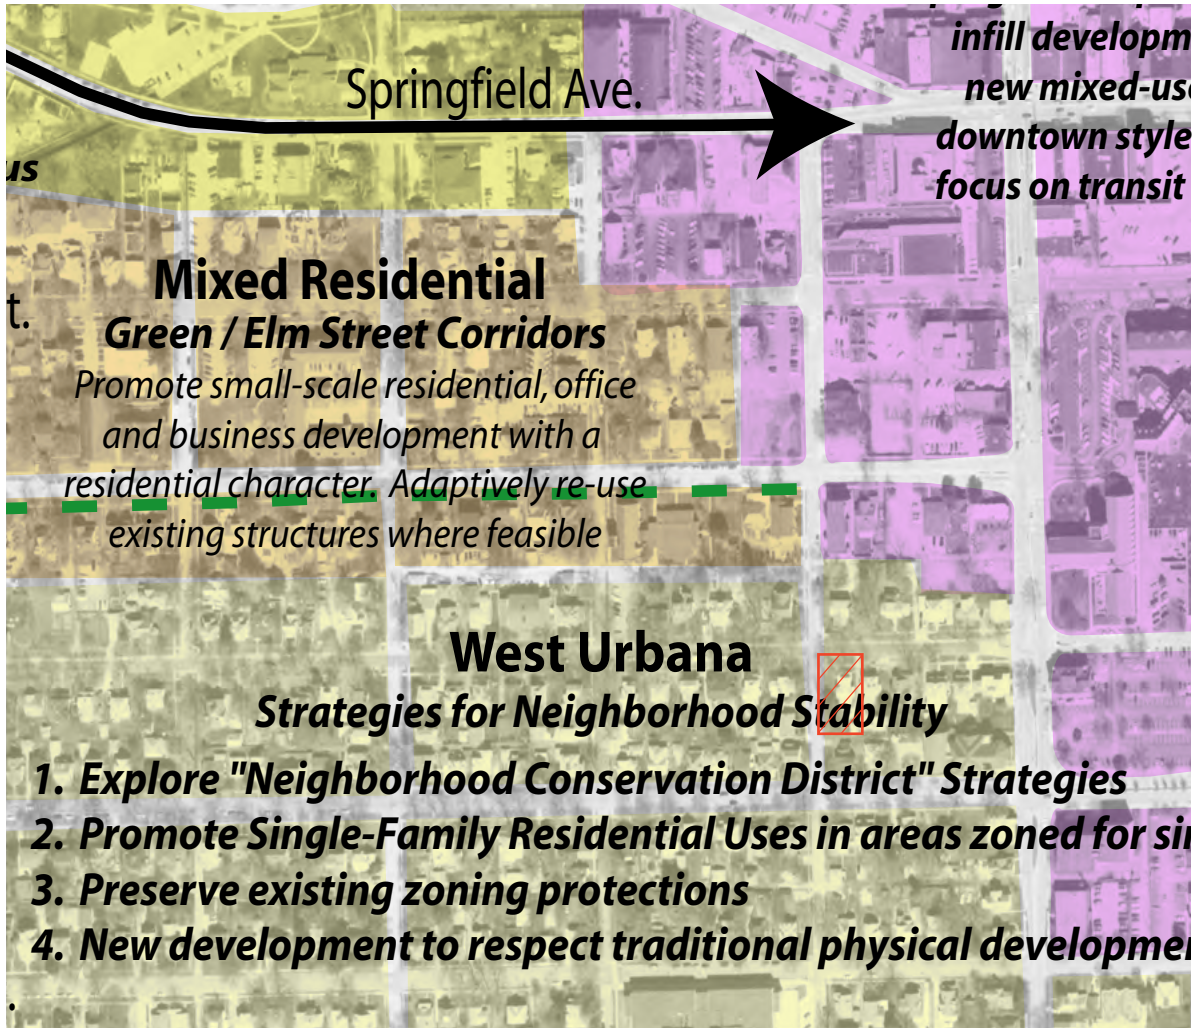 infill developm
new mixed-use
downtown style
focus on transit
Springfield Ave.
us
t.
Mixed Residential
Green / Elm Street Corridors
Promote small-scale residential, office
and business development with a
residential character. Adaptively re-use
existing structures where feasible
West Urbana
Strategies for Neighborhood Stability
1. Explore "Neighborhood Conservation District" Strategies
2. Promote Single-Family Residential Uses in areas zoned for sin
3. Preserve existing zoning protections
4. New development to respect traditional physical developmen